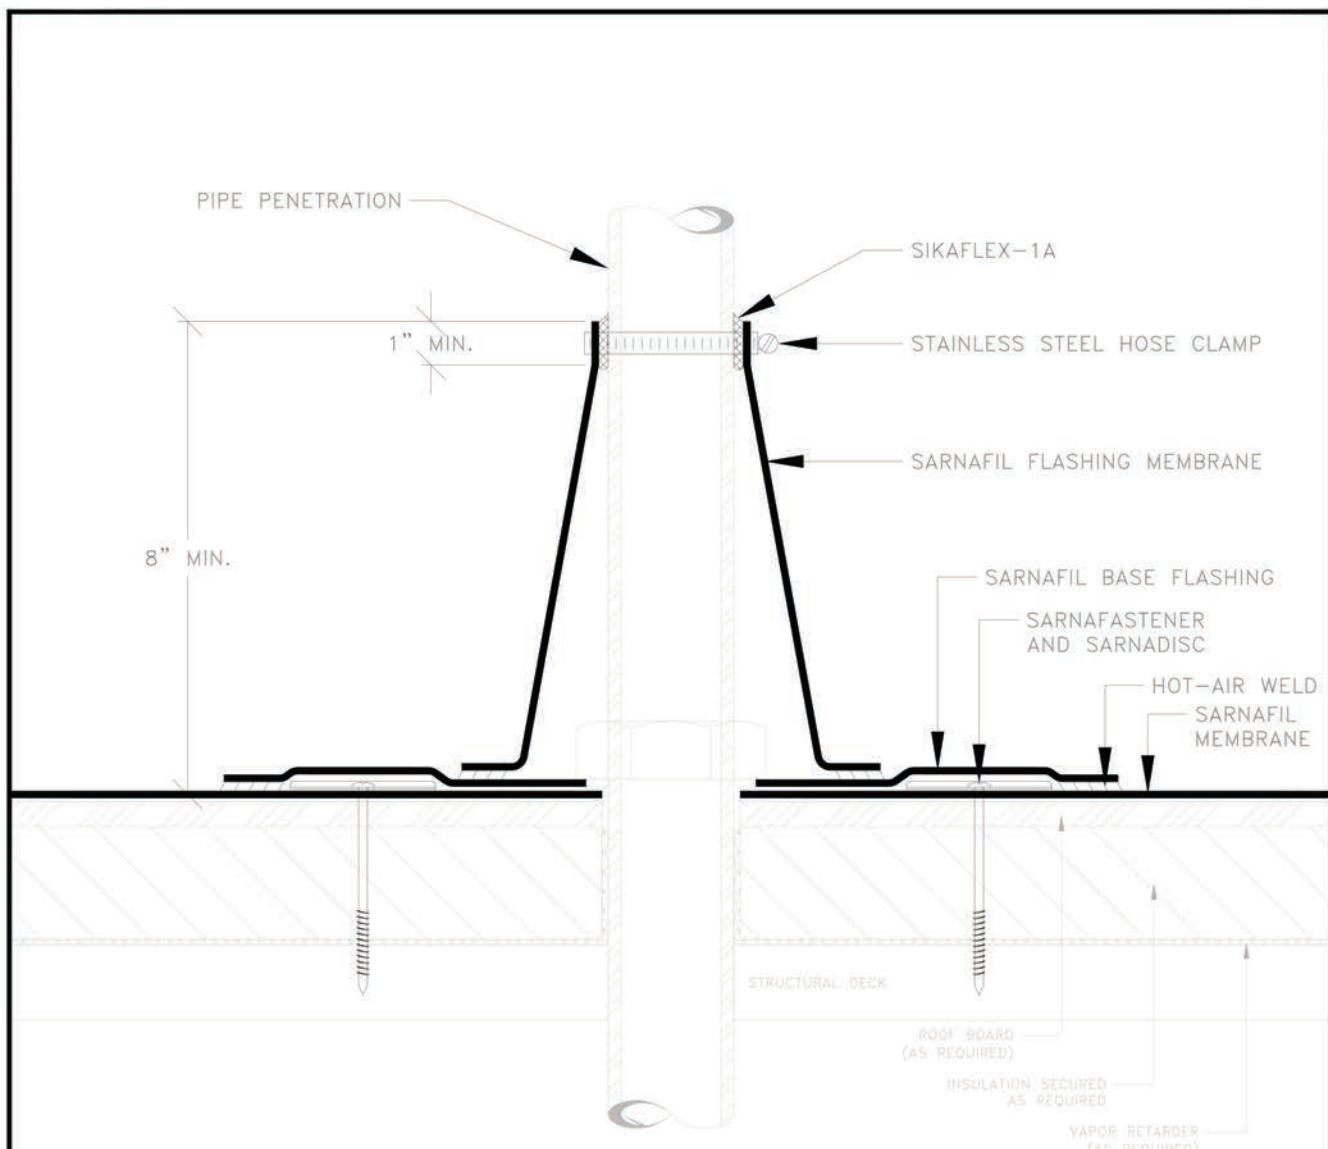 PIPE PENETRATION
SIKAFLEX-1A
1" MIN.
STAINLESS STEEL HOSE CLAMP
SARNAFIL FLASHING MEMBRANE
8" MIN.
SARNAFIL BASE FLASHING
SARNAFASTENER
AND SARNADISC
HOT-AIR WELD
SARNAFIL
MEMBRANE
STRUCTURAL DECK
ROOF BOARD
(AS REQUIRED)
INSULATION SECURED
AS REQUIRED
VAPOR RETARDER
(AS REQUIRED)